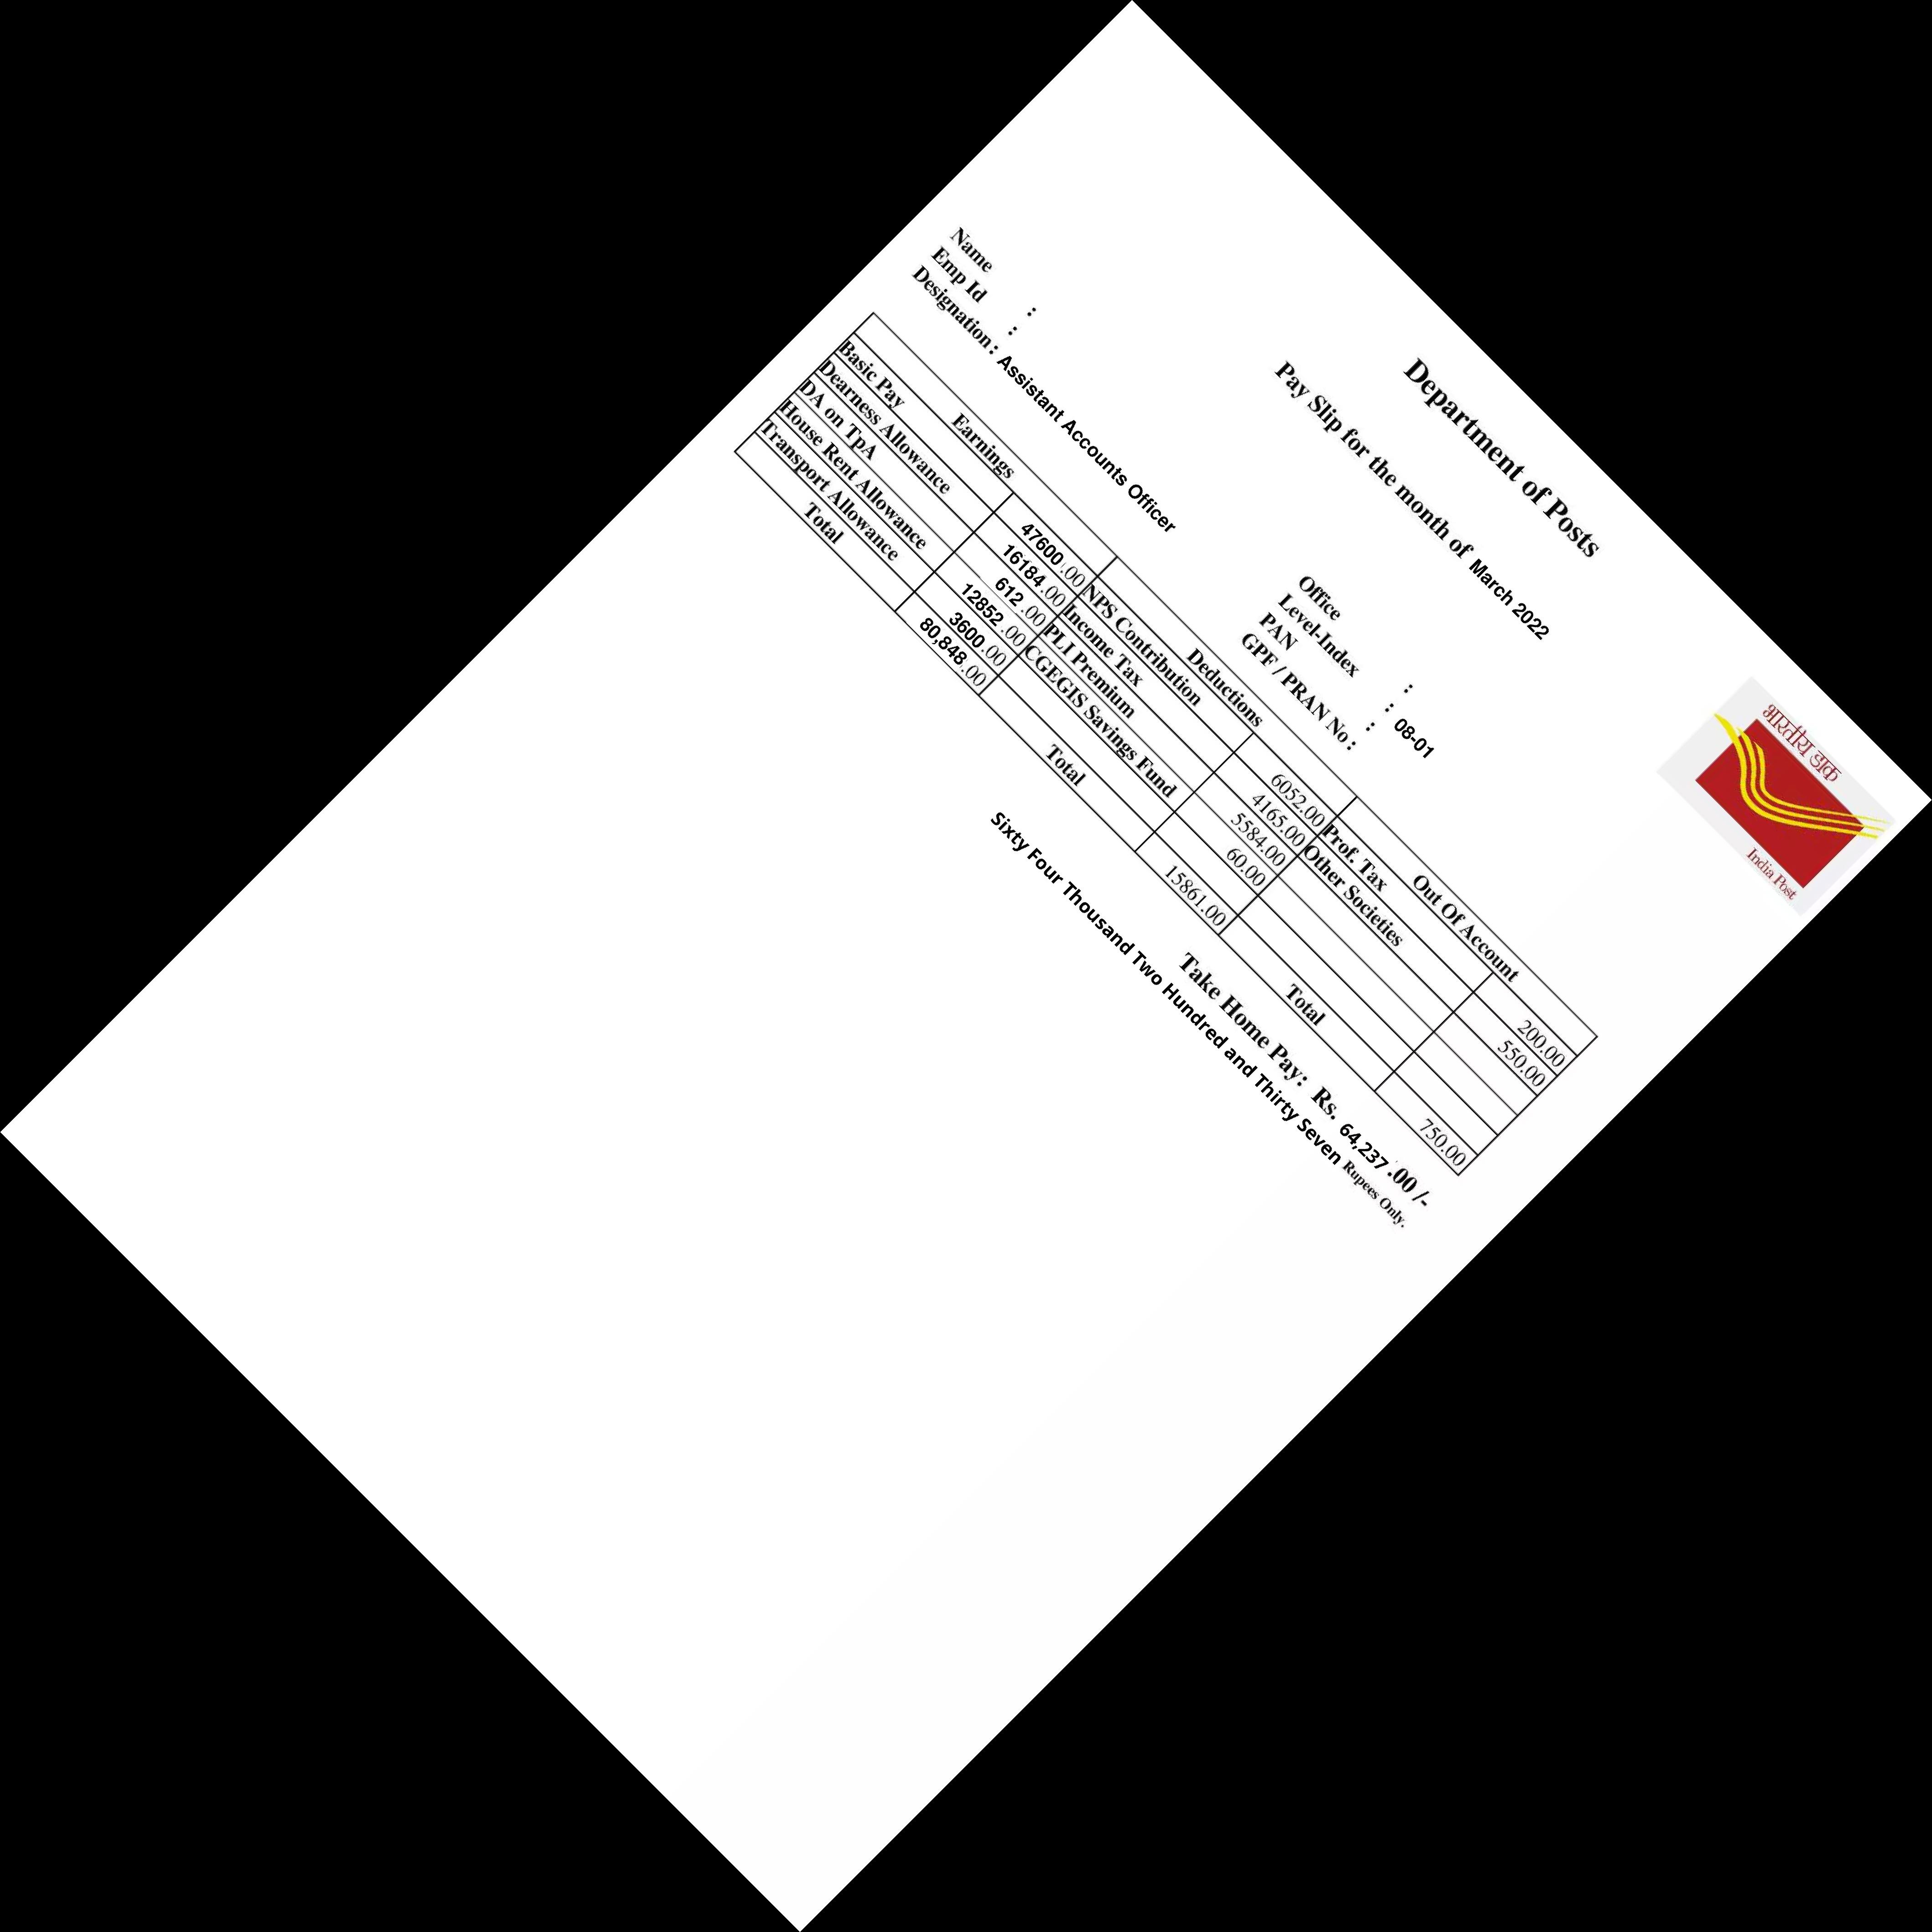 भारतीय डाक
India Post
Department of Posts
Pay Slip for the month of March 2022
Name : Office :
Emp Id : Level-Index : 08-01
Designation : Assistant Accounts Officer PAN :
GPF / PRAN No :
Earnings Deductions Out Of Account
Basic Pay 47600.00 NPS Contribution 6052.00 Prof. Tax 200.00
Dearness Allowance 16184.00 Income Tax 4165.00 Other Societies 550.00
DA on TpA 612.00 PLI Premium 5584.00
House Rent Allowance 12852.00 CGEGIS Savings Fund 60.00
Transport Allowance 3600.00
Total 80,848.00 Total 15861.00 Total 750.00
Take Home Pay: Rs. 64,237.00 /-
Sixty Four Thousand Two Hundred and Thirty Seven Rupees Only.